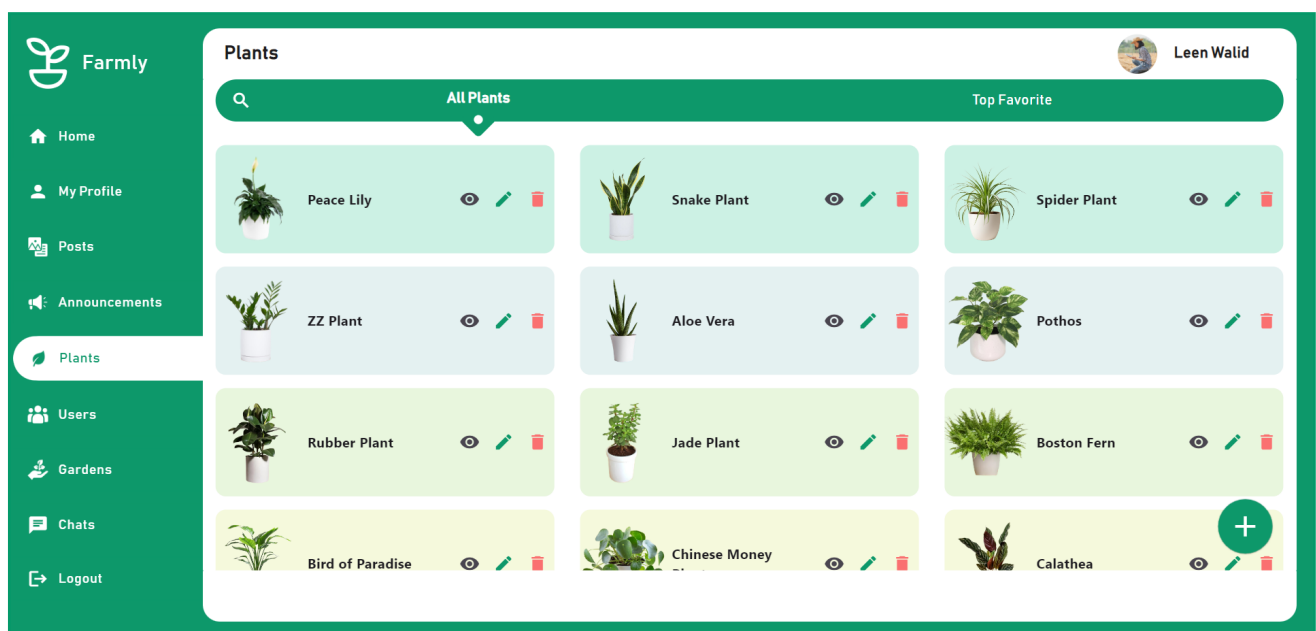 Farmly
Home
My Profile
Posts
Announcements
Plants
Users
Gardens
Chats
Logout
Plants
Leen Walid
All Plants
Top Favorite
Peace Lily
Snake Plant
Spider Plant
ZZ Plant
Aloe Vera
Pothos
Rubber Plant
Jade Plant
Boston Fern
Bird of Paradise
Chinese Money
Calathea